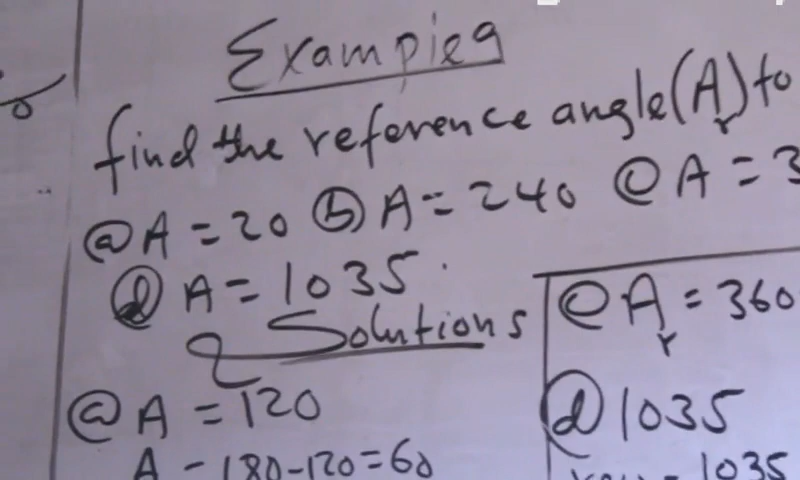 Example 9
find the reference angle (Ar) to
(a) A = 20 (b) A = 240 (c) A = 3
(d) A = 1035.
Solutions
(a) A = 120
A - 180-120=60
(c) Ar = 360
(d) 1035
1035